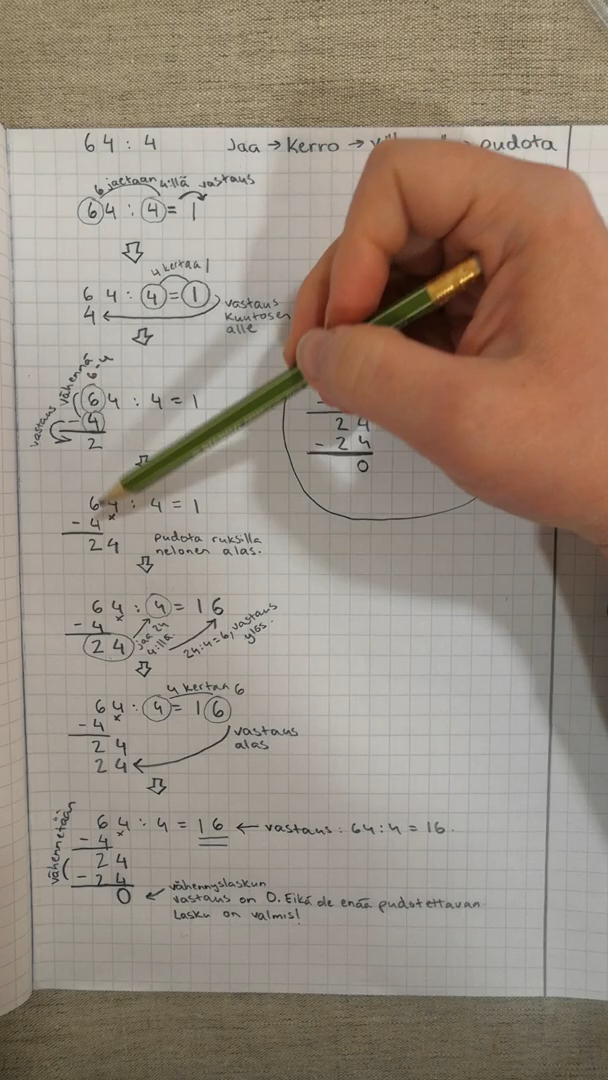 64 : 4
Jaa → Kerro → → pudota
6 jaetaan 4:llä vastaus
64 : 4 = 1
4 kertaa 1
64 : 4 = 1
4
vastaus
kuutosen
alle
vähennä
6-4
64 : 4 = 1
- 4
vastaus
2
24
- 24
0
64 : 4 = 1
- 4 x
24
pudota ruksilla
nelonen alas.
64 : 4 = 16
- 4 x
24
jaa 24
4:llä
24:4=6, vastaus
ylös.
4 kertaa 6
64 : 4 = 16
- 4 x
24
24
vastaus
alas
vähennetään
64 : 4 = 16 ← vastaus: 64:4 = 16.
- 4 x
24
- 24
0
vähennyslaskun
vastaus on 0. Eikä ole enää pudotettavaa
Lasku on valmis!